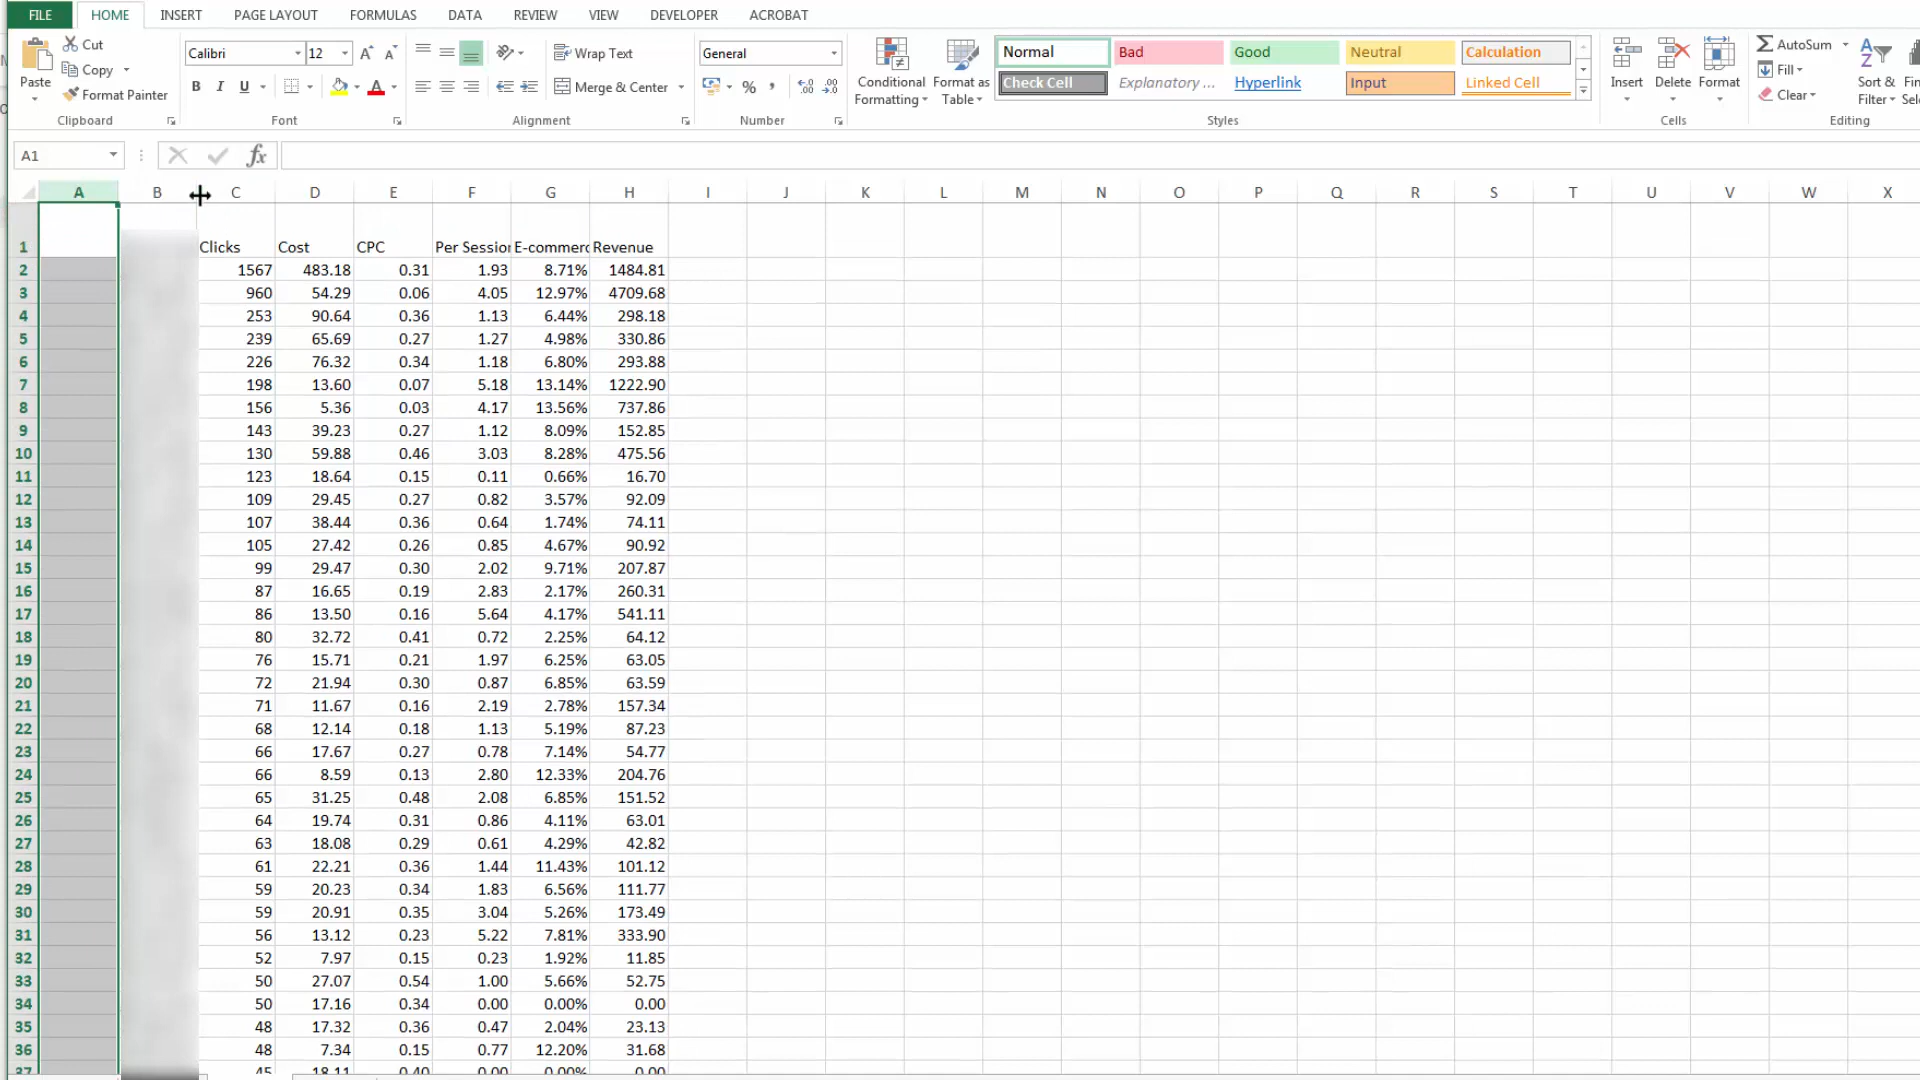 FILE HOME INSERT PAGE LAYOUT FORMULAS DATA REVIEW VIEW DEVELOPER ACROBAT
Paste
Cut
Copy
Format Painter
Clipboard
Calibri 12
B I U
Font
Wrap Text
Merge & Center
Alignment
General
%
Number
Conditional Formatting
Format as Table
Normal Bad Good Neutral Calculation
Check Cell Explanatory ... Hyperlink Input Linked Cell
Styles
Insert Delete Format
Cells
AutoSum
Fill
Clear
Sort & Filter
Editing
A1 fx
A B C D E F G H I J K L M N O P Q R S T U V W X
1 Clicks Cost CPC Per Session E-commerc Revenue
2 1567 483.18 0.31 1.93 8.71% 1484.81
3 960 54.29 0.06 4.05 12.97% 4709.68
4 253 90.64 0.36 1.13 6.44% 298.18
5 239 65.69 0.27 1.27 4.98% 330.86
6 226 76.32 0.34 1.18 6.80% 293.88
7 198 13.60 0.07 5.18 13.14% 1222.90
8 156 5.36 0.03 4.17 13.56% 737.86
9 143 39.23 0.27 1.12 8.09% 152.85
10 130 59.88 0.46 3.03 8.28% 475.56
11 123 18.64 0.15 0.11 0.66% 16.70
12 109 29.45 0.27 0.82 3.57% 92.09
13 107 38.44 0.36 0.64 1.74% 74.11
14 105 27.42 0.26 0.85 4.67% 90.92
15 99 29.47 0.30 2.02 9.71% 207.87
16 87 16.65 0.19 2.83 2.17% 260.31
17 86 13.50 0.16 5.64 4.17% 541.11
18 80 32.72 0.41 0.72 2.25% 64.12
19 76 15.71 0.21 1.97 6.25% 63.05
20 72 21.94 0.30 0.87 6.85% 63.59
21 71 11.67 0.16 2.19 2.78% 157.34
22 68 12.14 0.18 1.13 5.19% 87.23
23 66 17.67 0.27 0.78 7.14% 54.77
24 66 8.59 0.13 2.80 12.33% 204.76
25 65 31.25 0.48 2.08 6.85% 151.52
26 64 19.74 0.31 0.86 4.11% 63.01
27 63 18.08 0.29 0.61 4.29% 42.82
28 61 22.21 0.36 1.44 11.43% 101.12
29 59 20.23 0.34 1.83 6.56% 111.77
30 59 20.91 0.35 3.04 5.26% 173.49
31 56 13.12 0.23 5.22 7.81% 333.90
32 52 7.97 0.15 0.23 1.92% 11.85
33 50 27.07 0.54 1.00 5.66% 52.75
34 50 17.16 0.34 0.00 0.00% 0.00
35 48 17.32 0.36 0.47 2.04% 23.13
36 48 7.34 0.15 0.77 12.20% 31.68
37 45 18.11 0.40 0.00 0.00% 0.00